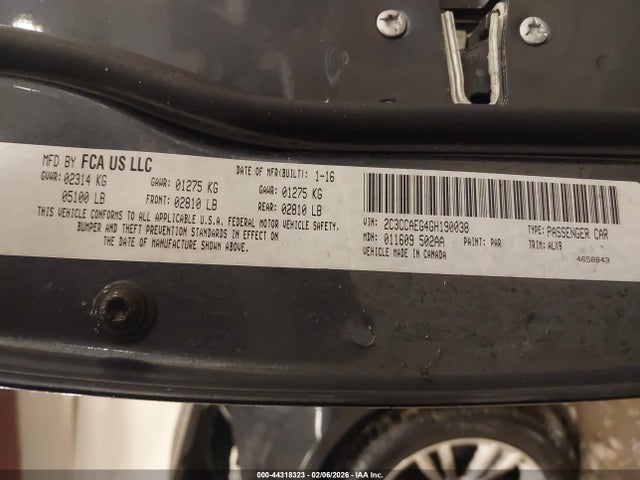 MFD BY FCA US LLC DATE OF MFR(BUILT): 1-16
GVWR: 02314 KG GAWR: 01275 KG GAWR: 01275 KG
05100 LB FRONT: 02810 LB REAR: 02810 LB
THIS VEHICLE CONFORMS TO ALL APPLICABLE U.S.A. FEDERAL MOTOR VEHICLE SAFETY,
BUMPER AND THEFT PREVENTION STANDARDS IN EFFECT ON
THE DATE OF MANUFACTURE SHOWN ABOVE.
VIN: 2C3CCAEG4GH190038 TYPE: PASSENGER CAR
MDH: 011609 502AA PAINT: PAR TRIM: ALX9
VEHICLE MADE IN CANADA 4658843
000-44318323 - 02/06/2026 - IAA Inc.